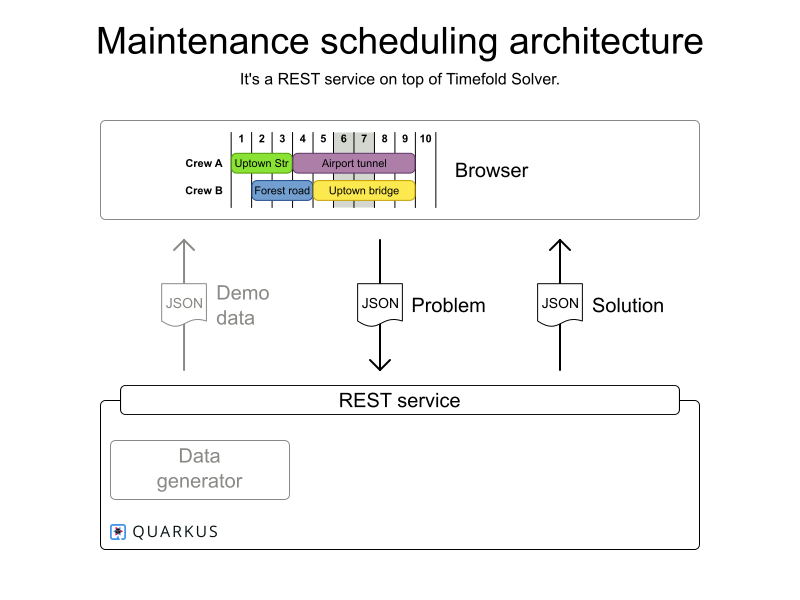 Maintenance scheduling architecture
It's a REST service on top of Timefold Solver.
1 2 3 4 5 6 7 8 9 10
Crew A Uptown Str Airport tunnel
Crew B Forest road Uptown bridge
Browser
JSON Demo data
JSON Problem
JSON Solution
REST service
Data
generator
QUARKUS